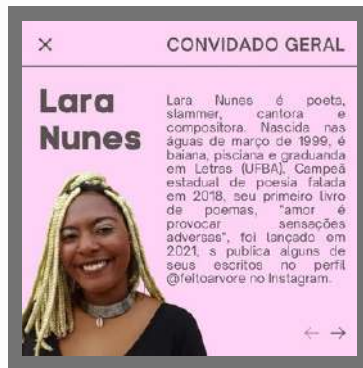 CONVIDADO GERAL
Lara
Nunes
Lara Nunes é poeta,
slammer, cantora e
compositora. Nascida nas
águas de março de 1999, é
baiana, pisciana e graduanda
em Letras (UFBA). Campeã
estadual de poesia falada
em 2018, seu primeiro livro
de poemas, "amor é
provocar sensações
adversas", foi lançado em
2021, s publica alguns de
seus escritos no perfil
@feitoarvore no Instagram.